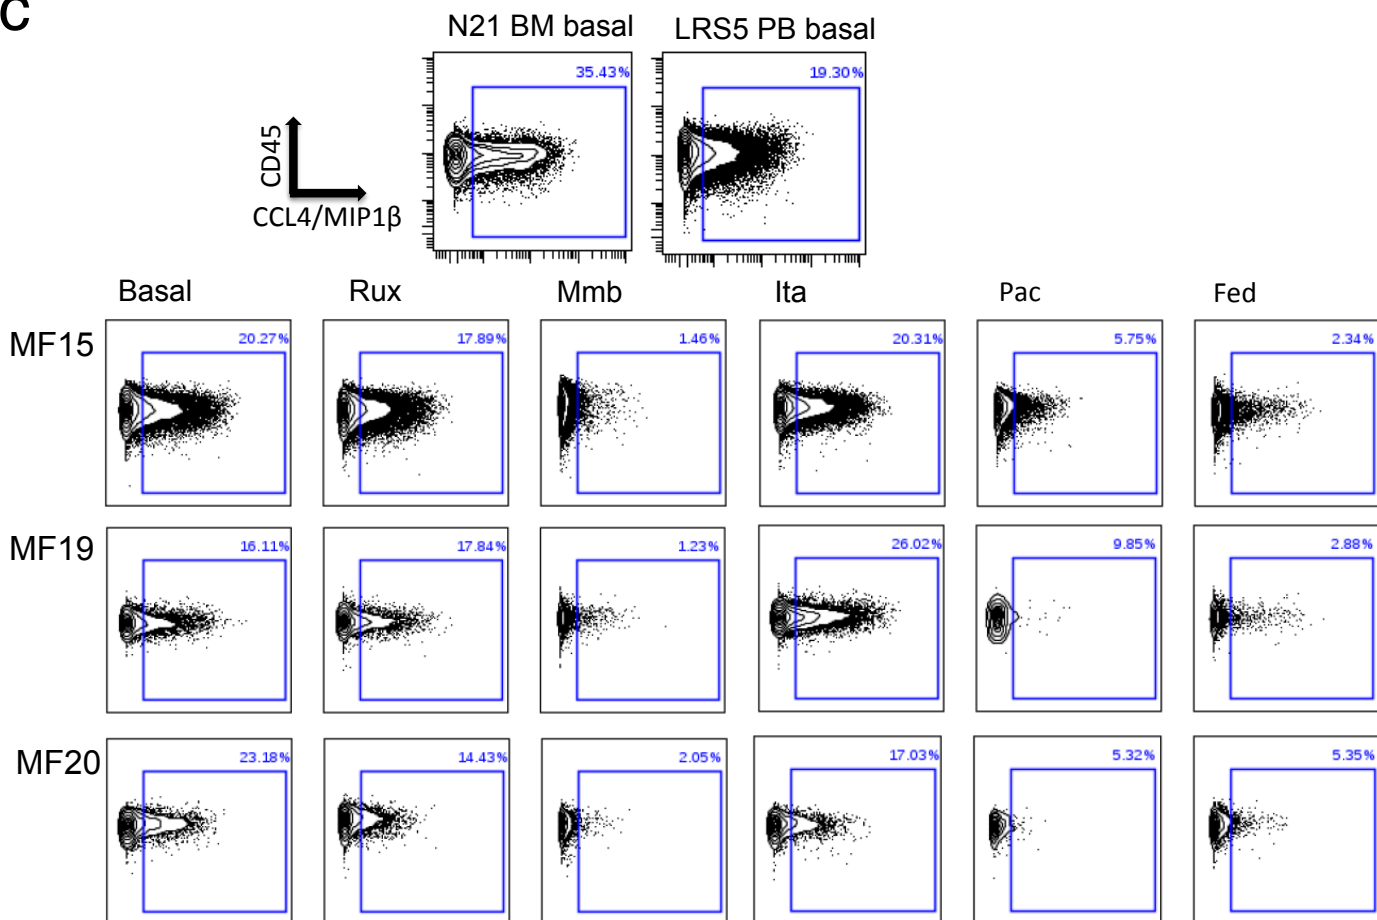 C
N21 BM basal
LRS5 PB basal
35.43%
19.30%
CD45
CCL4/MIP1β
Basal
Rux
Mmb
Ita
Pac
Fed
MF15
20.27%
17.89%
1.46%
20.31%
5.75%
2.34%
MF19
16.11%
17.84%
1.23%
26.02%
9.85%
2.88%
MF20
23.18%
14.43%
2.05%
17.03%
5.32%
5.35%